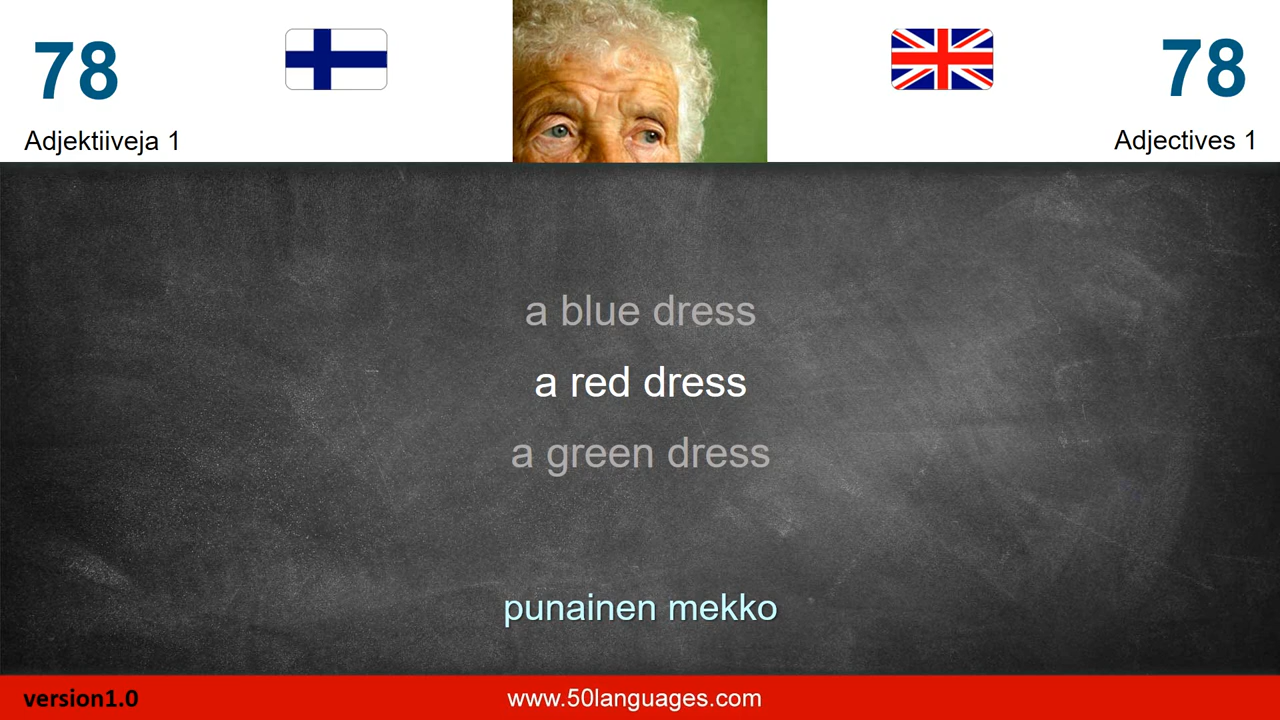 78
78
Adjektiiveja 1
Adjectives 1
a blue dress
a red dress
a green dress
punainen mekko
version1.0
www.50languages.com